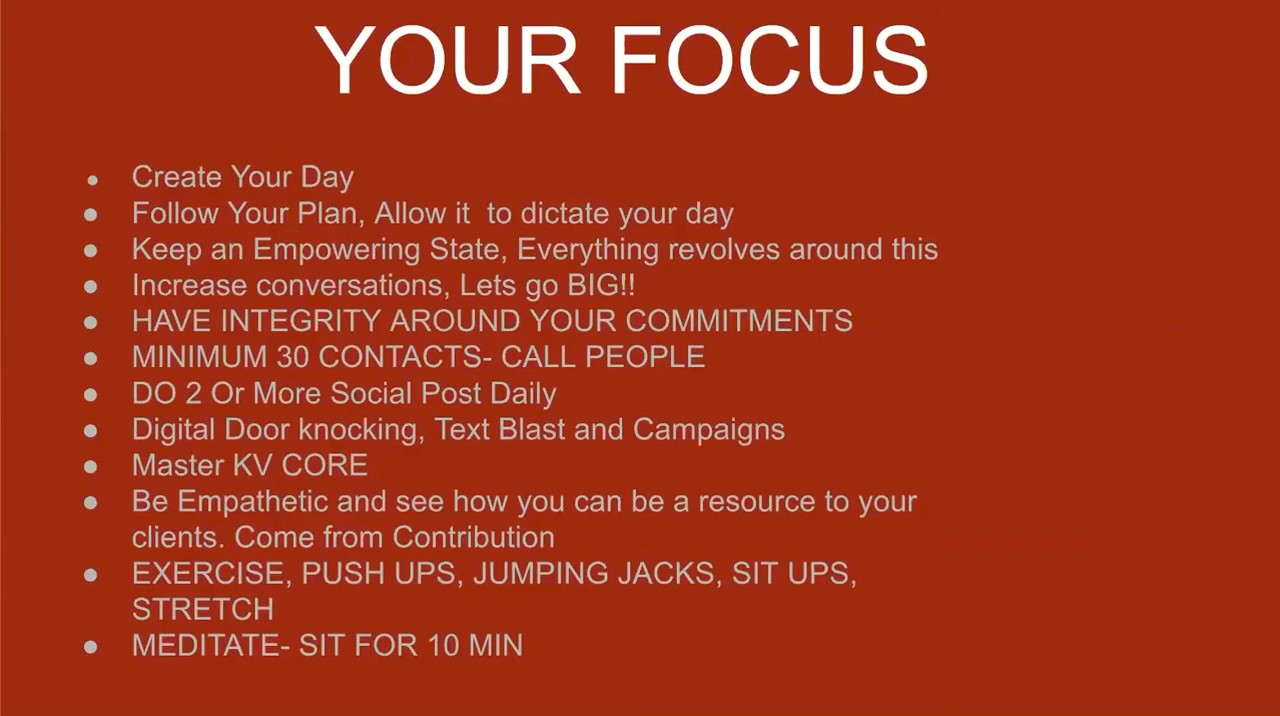 YOUR FOCUS
● Create Your Day
● Follow Your Plan, Allow it  to dictate your day
● Keep an Empowering State, Everything revolves around this
● Increase conversations, Lets go BIG!!
● HAVE INTEGRITY AROUND YOUR COMMITMENTS
● MINIMUM 30 CONTACTS- CALL PEOPLE
● DO 2 Or More Social Post Daily
● Digital Door knocking, Text Blast and Campaigns
● Master KV CORE
● Be Empathetic and see how you can be a resource to your
clients. Come from Contribution
● EXERCISE, PUSH UPS, JUMPING JACKS, SIT UPS,
STRETCH
● MEDITATE- SIT FOR 10 MIN